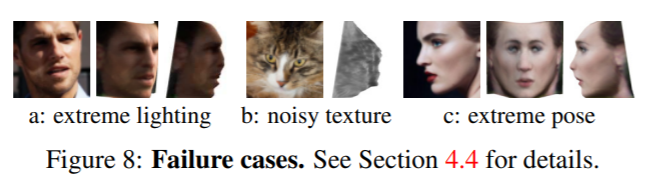 a: extreme lighting b: noisy texture c: extreme pose
Figure 8: Failure cases. See Section 4.4 for details.